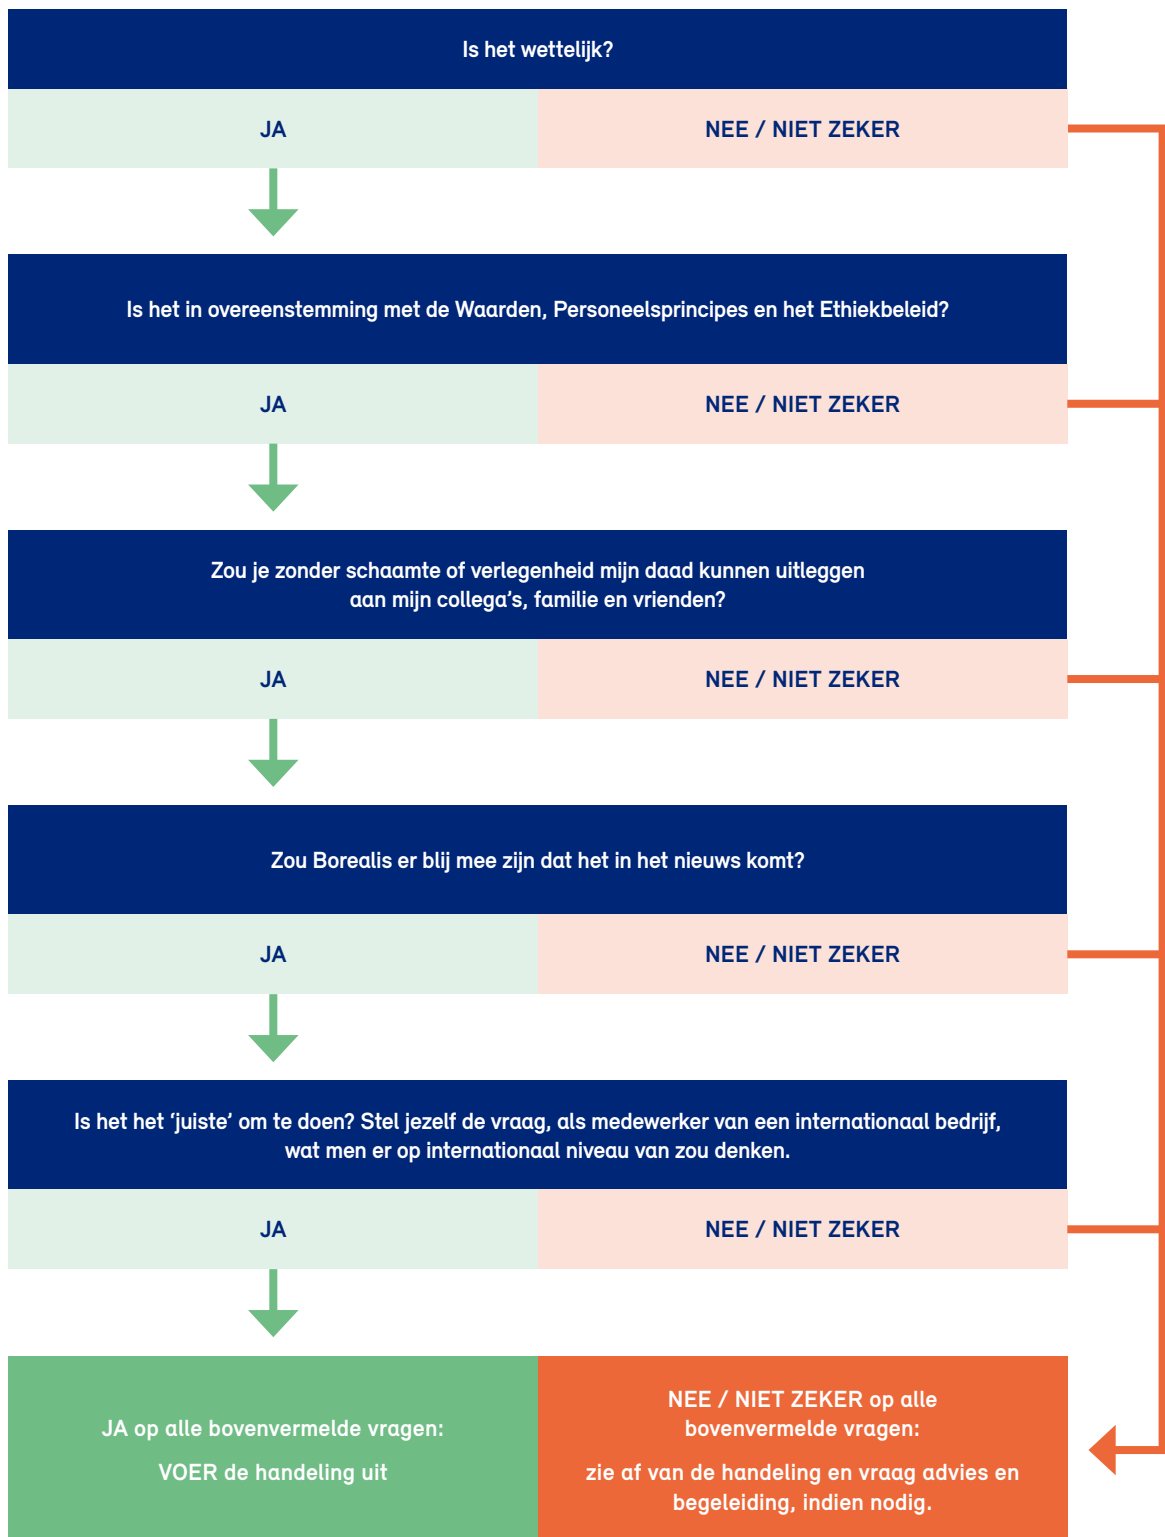 Is het wettelijk?
JA
NEE / NIET ZEKER
Is het in overeenstemming met de Waarden, Personeelsprincipes en het Ethiekbeleid?
JA
NEE / NIET ZEKER
Zou je zonder schaamte of verlegenheid mijn daad kunnen uitleggen
aan mijn collega's, familie en vrienden?
JA
NEE / NIET ZEKER
Zou Borealis er blij mee zijn dat het in het nieuws komt?
JA
NEE / NIET ZEKER
Is het het ‘juiste’ om te doen? Stel jezelf de vraag, als medewerker van een internationaal bedrijf,
wat men er op internationaal niveau van zou denken.
JA
NEE / NIET ZEKER
JA op alle bovenvermelde vragen:
VOER de handeling uit
NEE / NIET ZEKER op alle
bovenvermelde vragen:
zie af van de handeling en vraag advies en
begeleiding, indien nodig.